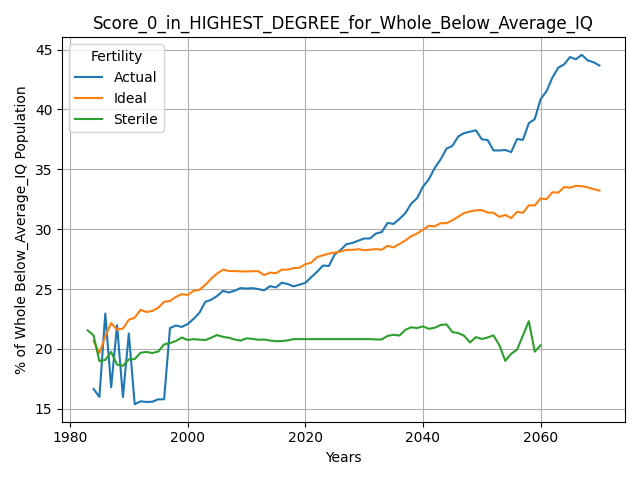 Score_0_in_HIGHEST_DEGREE_for_Whole_Below_Average_IQ
Fertility
Actual
Ideal
Sterile
% of Whole Below_Average_IQ Population
45
40
35
30
25
20
15
1980
2000
2020
2040
2060
Years